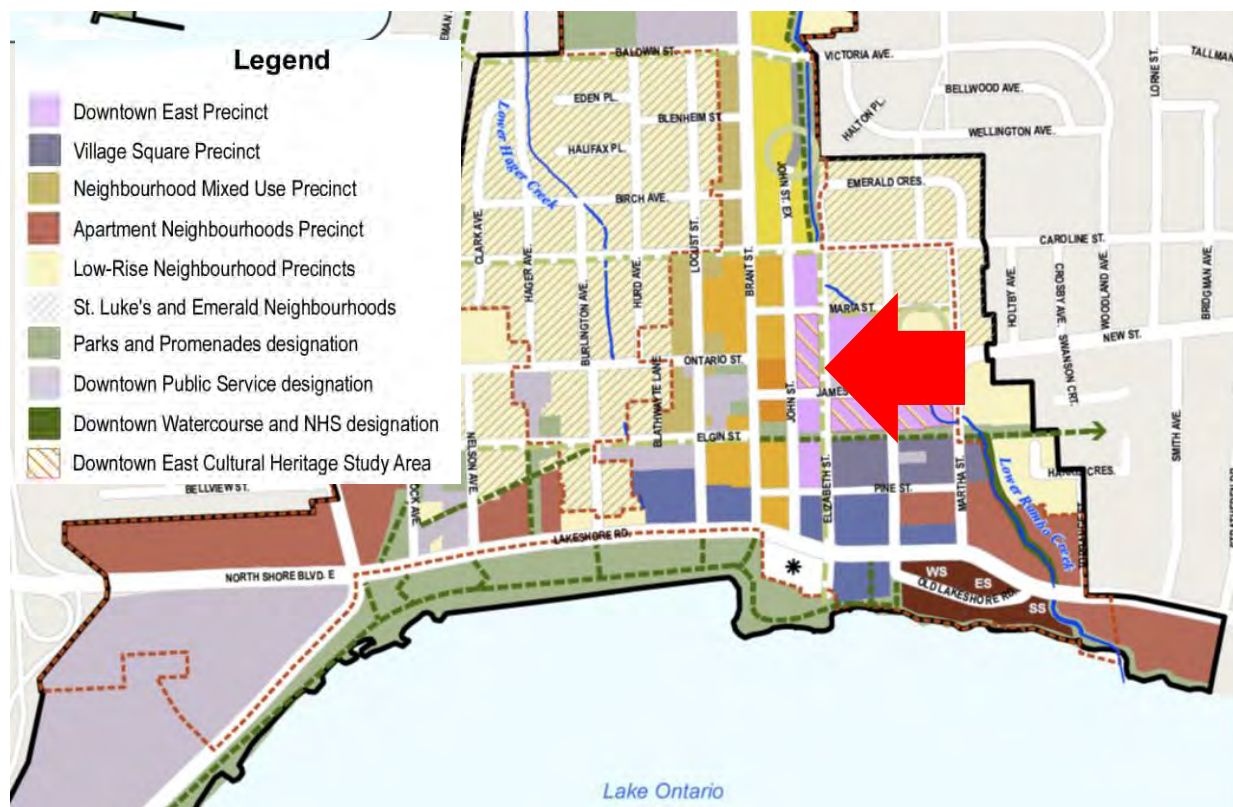 Legend
Downtown East Precinct
Village Square Precinct
Neighbourhood Mixed Use Precinct
Apartment Neighbourhoods Precinct
Low-Rise Neighbourhood Precincts
St. Luke's and Emerald Neighbourhoods
Parks and Promenades designation
Downtown Public Service designation
Downtown Watercourse and NHS designation
Downtown East Cultural Heritage Study Area
BALDWIN ST.
VICTORIA AVE.
LORNE ST.
EDEN PL.
BELLWOOD AVE.
BLENHEIM ST.
HALTON PL.
WELLINGTON AVE.
Lower Hager Creek
HALIFAX PL.
JOHN ST. EX
EMERALD CRES.
BIRCH AVE.
CLARK AVE.
HAGER AVE.
BURLINGTON AVE.
HURD AVE.
LOCUST ST.
BRANT ST.
CAROLINE ST.
HOLTBY AVE.
CROSBY AVE.
WOODLAND AVE.
BRIDGMAN AVE.
MARIA ST.
NEW ST.
SWANSON CRT.
ONTARIO ST.
BLATHWAYTE LANE
JOHN ST.
ELGIN ST.
NELSON AVE.
SMITH AVE.
BELLVIEW ST.
ELIZABETH ST.
MARTHA ST.
PINE ST.
Lower Rambo Creek
LAKESHORE RD.
NORTH SHORE BLVD. E
WS
ES
OLD LAKESHORE RD.
SS
Lake Ontario